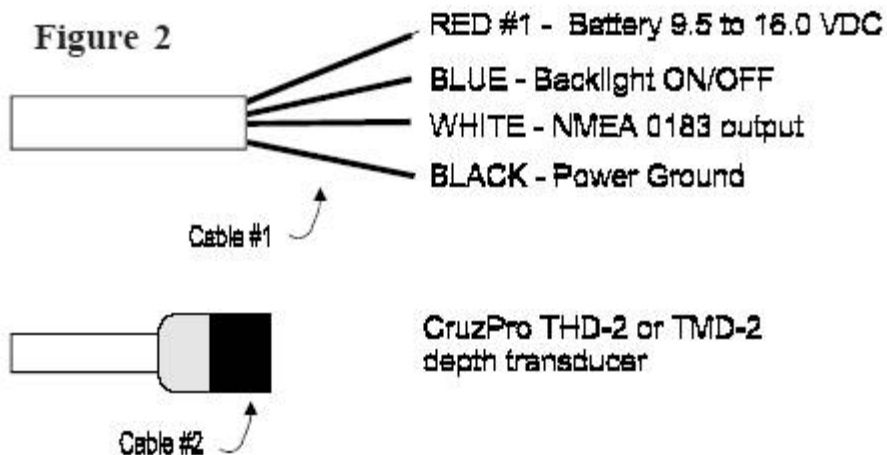 Figure 2
RED #1 - Battery 9.5 to 16.0 VDC
BLUE - Backlight ON/OFF
WHITE - NMEA 0183 output
BLACK - Power Ground
Cable #1
CruzPro THD-2 or TMD-2
depth transducer
Cable #2